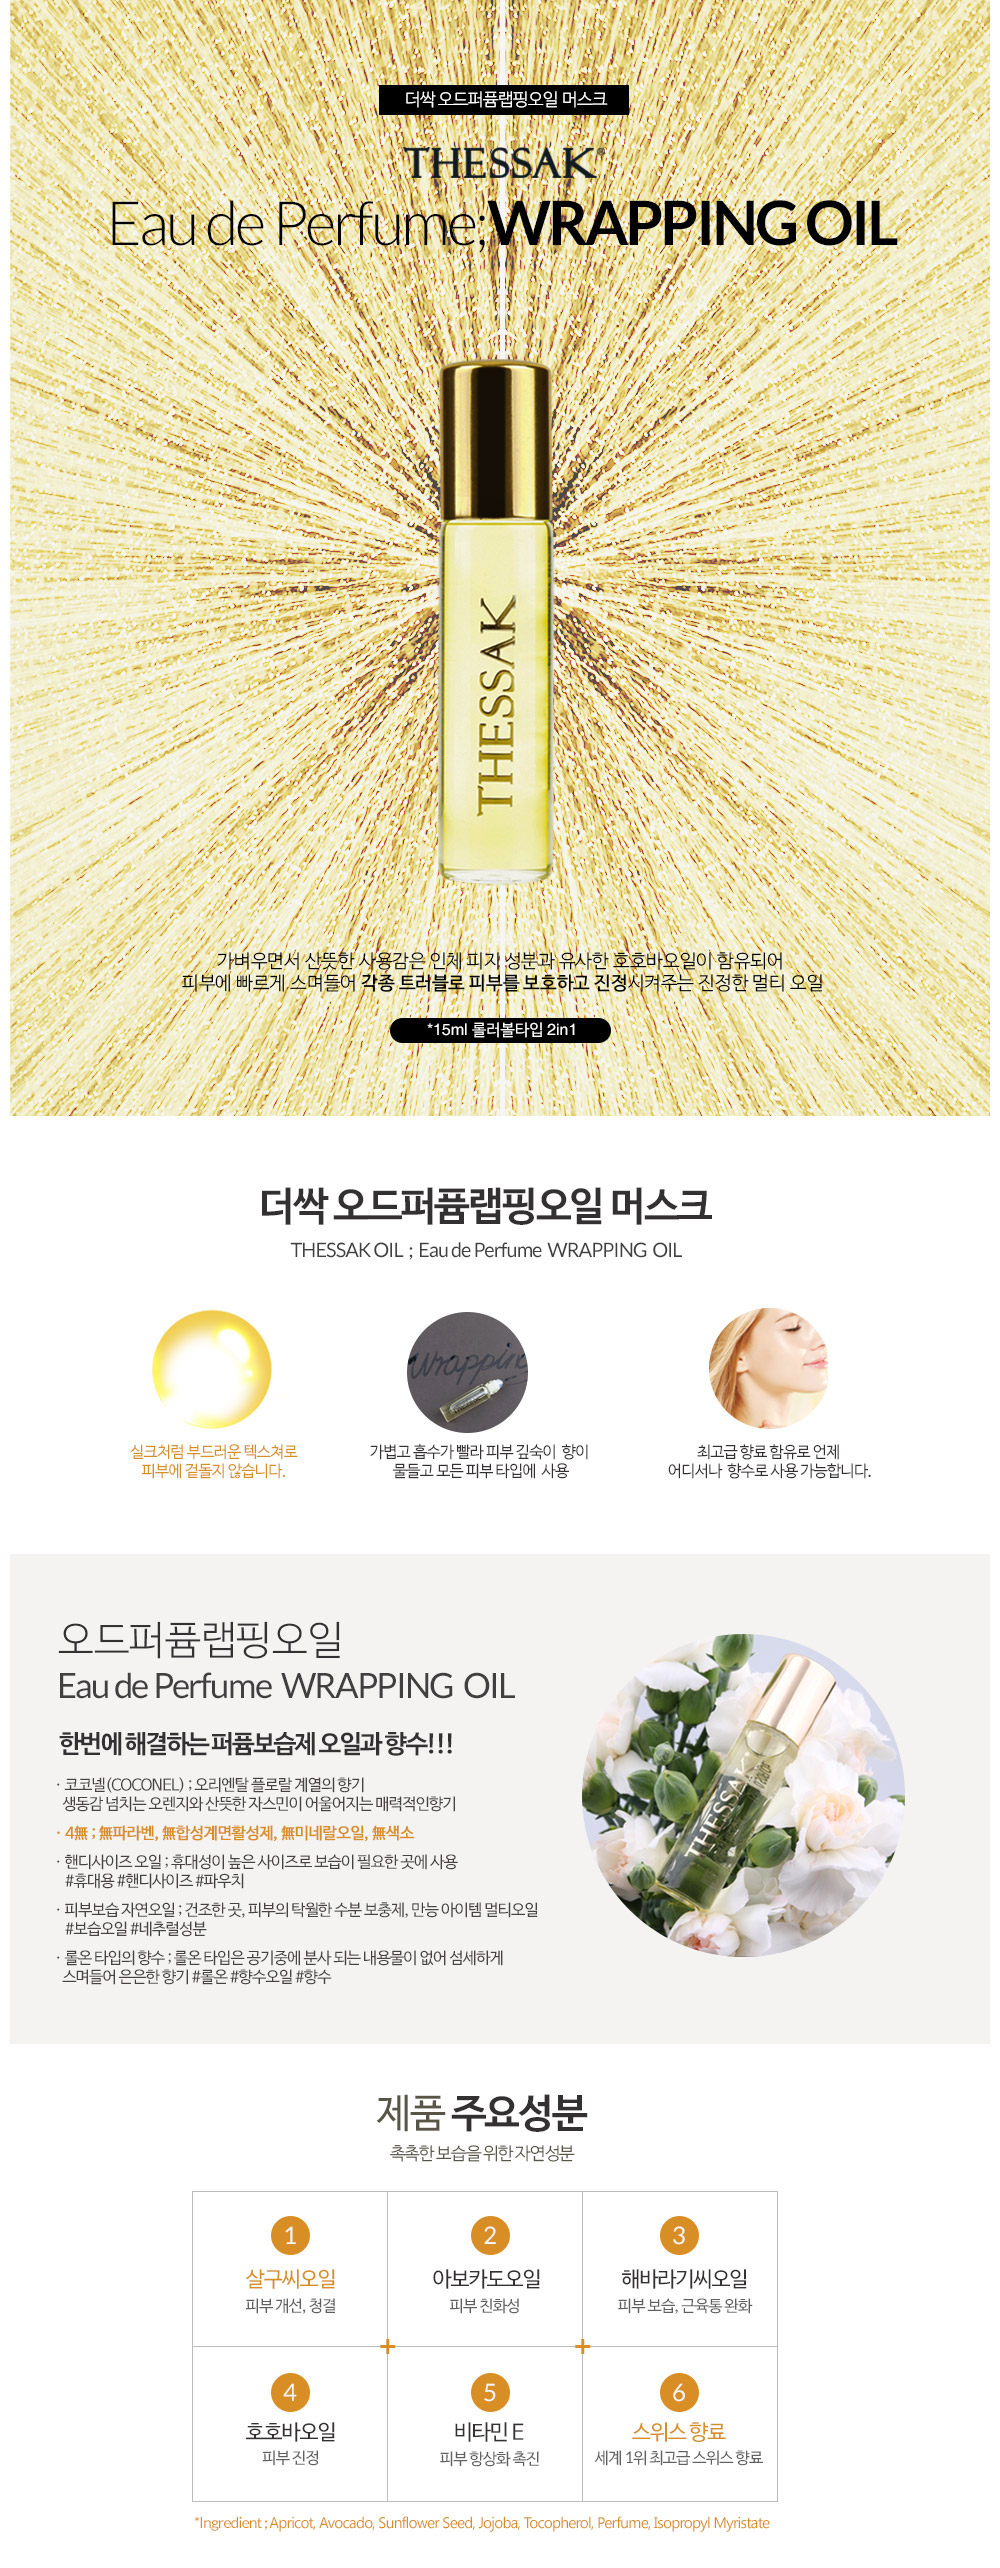 더싹 오드퍼퓸랩핑오일 머스크
THESSAK®
Eau de Perfume;WRAPPING OIL
THESSAK
가벼우면서 산뜻한 사용감은 인체 피지 성분과 유사한 호호바오일이 함유되어
피부에 빠르게 스며들어 각종 트러블로 피부를 보호하고 진정시켜주는 진정한 멀티 오일
*15ml 롤러볼타입 2in1
더싹 오드퍼퓸랩핑오일 머스크
THESSAK OIL ; Eau de Perfume WRAPPING OIL
wrappin
실크처럼 부드러운 텍스쳐로
피부에 겉돌지 않습니다.
가볍고 흡수가 빨라 피부 깊숙이 향이
물들고 모든 피부 타입에 사용
최고급 향료 함유로 언제
어디서나 향수로 사용 가능합니다.
오드퍼퓸랩핑오일
Eau de Perfume WRAPPING OIL
한번에 해결하는 퍼퓸보습제 오일과 향수!!!
· 코코넬(COCONEL) ; 오리엔탈 플로랄 계열의 향기
생동감 넘치는 오렌지와 산뜻한 자스민이 어울어지는 매력적인향기
· 4無 ; 無파라벤, 無합성계면활성제, 無미네랄오일, 無색소
· 핸디사이즈 오일 ; 휴대성이 높은 사이즈로 보습이 필요한 곳에 사용
#휴대용 #핸디사이즈 #파우치
· 피부보습 자연오일 ; 건조한 곳, 피부의 탁월한 수분 보충제, 만능 아이템 멀티오일
#보습오일 #네추럴성분
· 롤온 타입의 향수 ; 롤온 타입은 공기중에 분사 되는 내용물이 없어 섬세하게
스며들어 은은한 향기 #롤온 #향수오일 #향수
THESSAK
제품 주요성분
촉촉한 보습을 위한 자연성분
1
살구씨오일
피부 개선, 청결
2
아보카도오일
피부 친화성
3
해바라기씨오일
피부 보습, 근육통 완화
4
호호바오일
피부 진정
5
비타민 E
피부 항상화 촉진
6
스위스 향료
세계 1위 최고급 스위스 향료
*Ingredient ; Apricot, Avocado, Sunflower Seed, Jojoba, Tocopherol, Perfume, Isopropyl Myristate